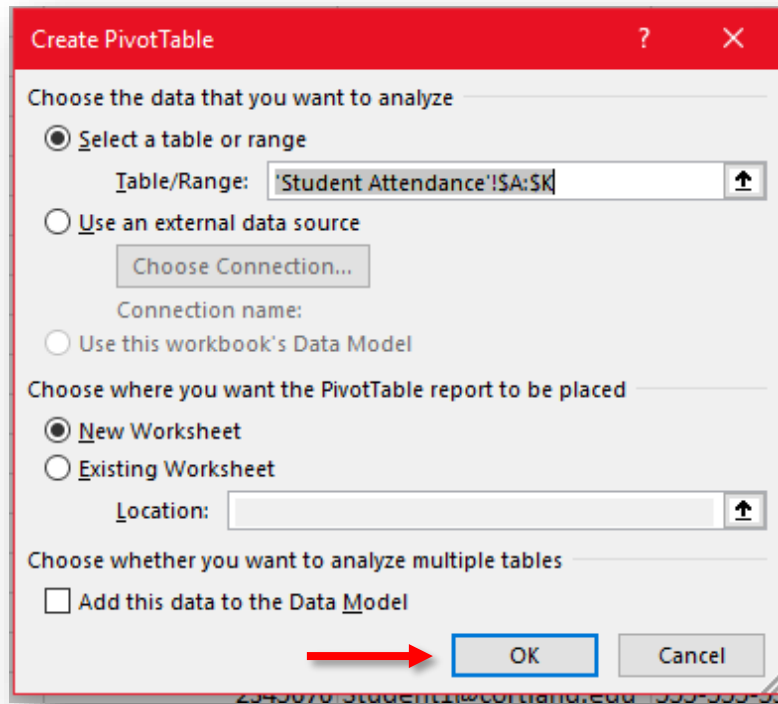 Create PivotTable ? ✕
Choose the data that you want to analyze
Select a table or range
Table/Range: 'Student Attendance'!$A:$K
Use an external data source
Choose Connection...
Connection name:
Use this workbook's Data Model
Choose where you want the PivotTable report to be placed
New Worksheet
Existing Worksheet
Location:
Choose whether you want to analyze multiple tables
Add this data to the Data Model
OK Cancel